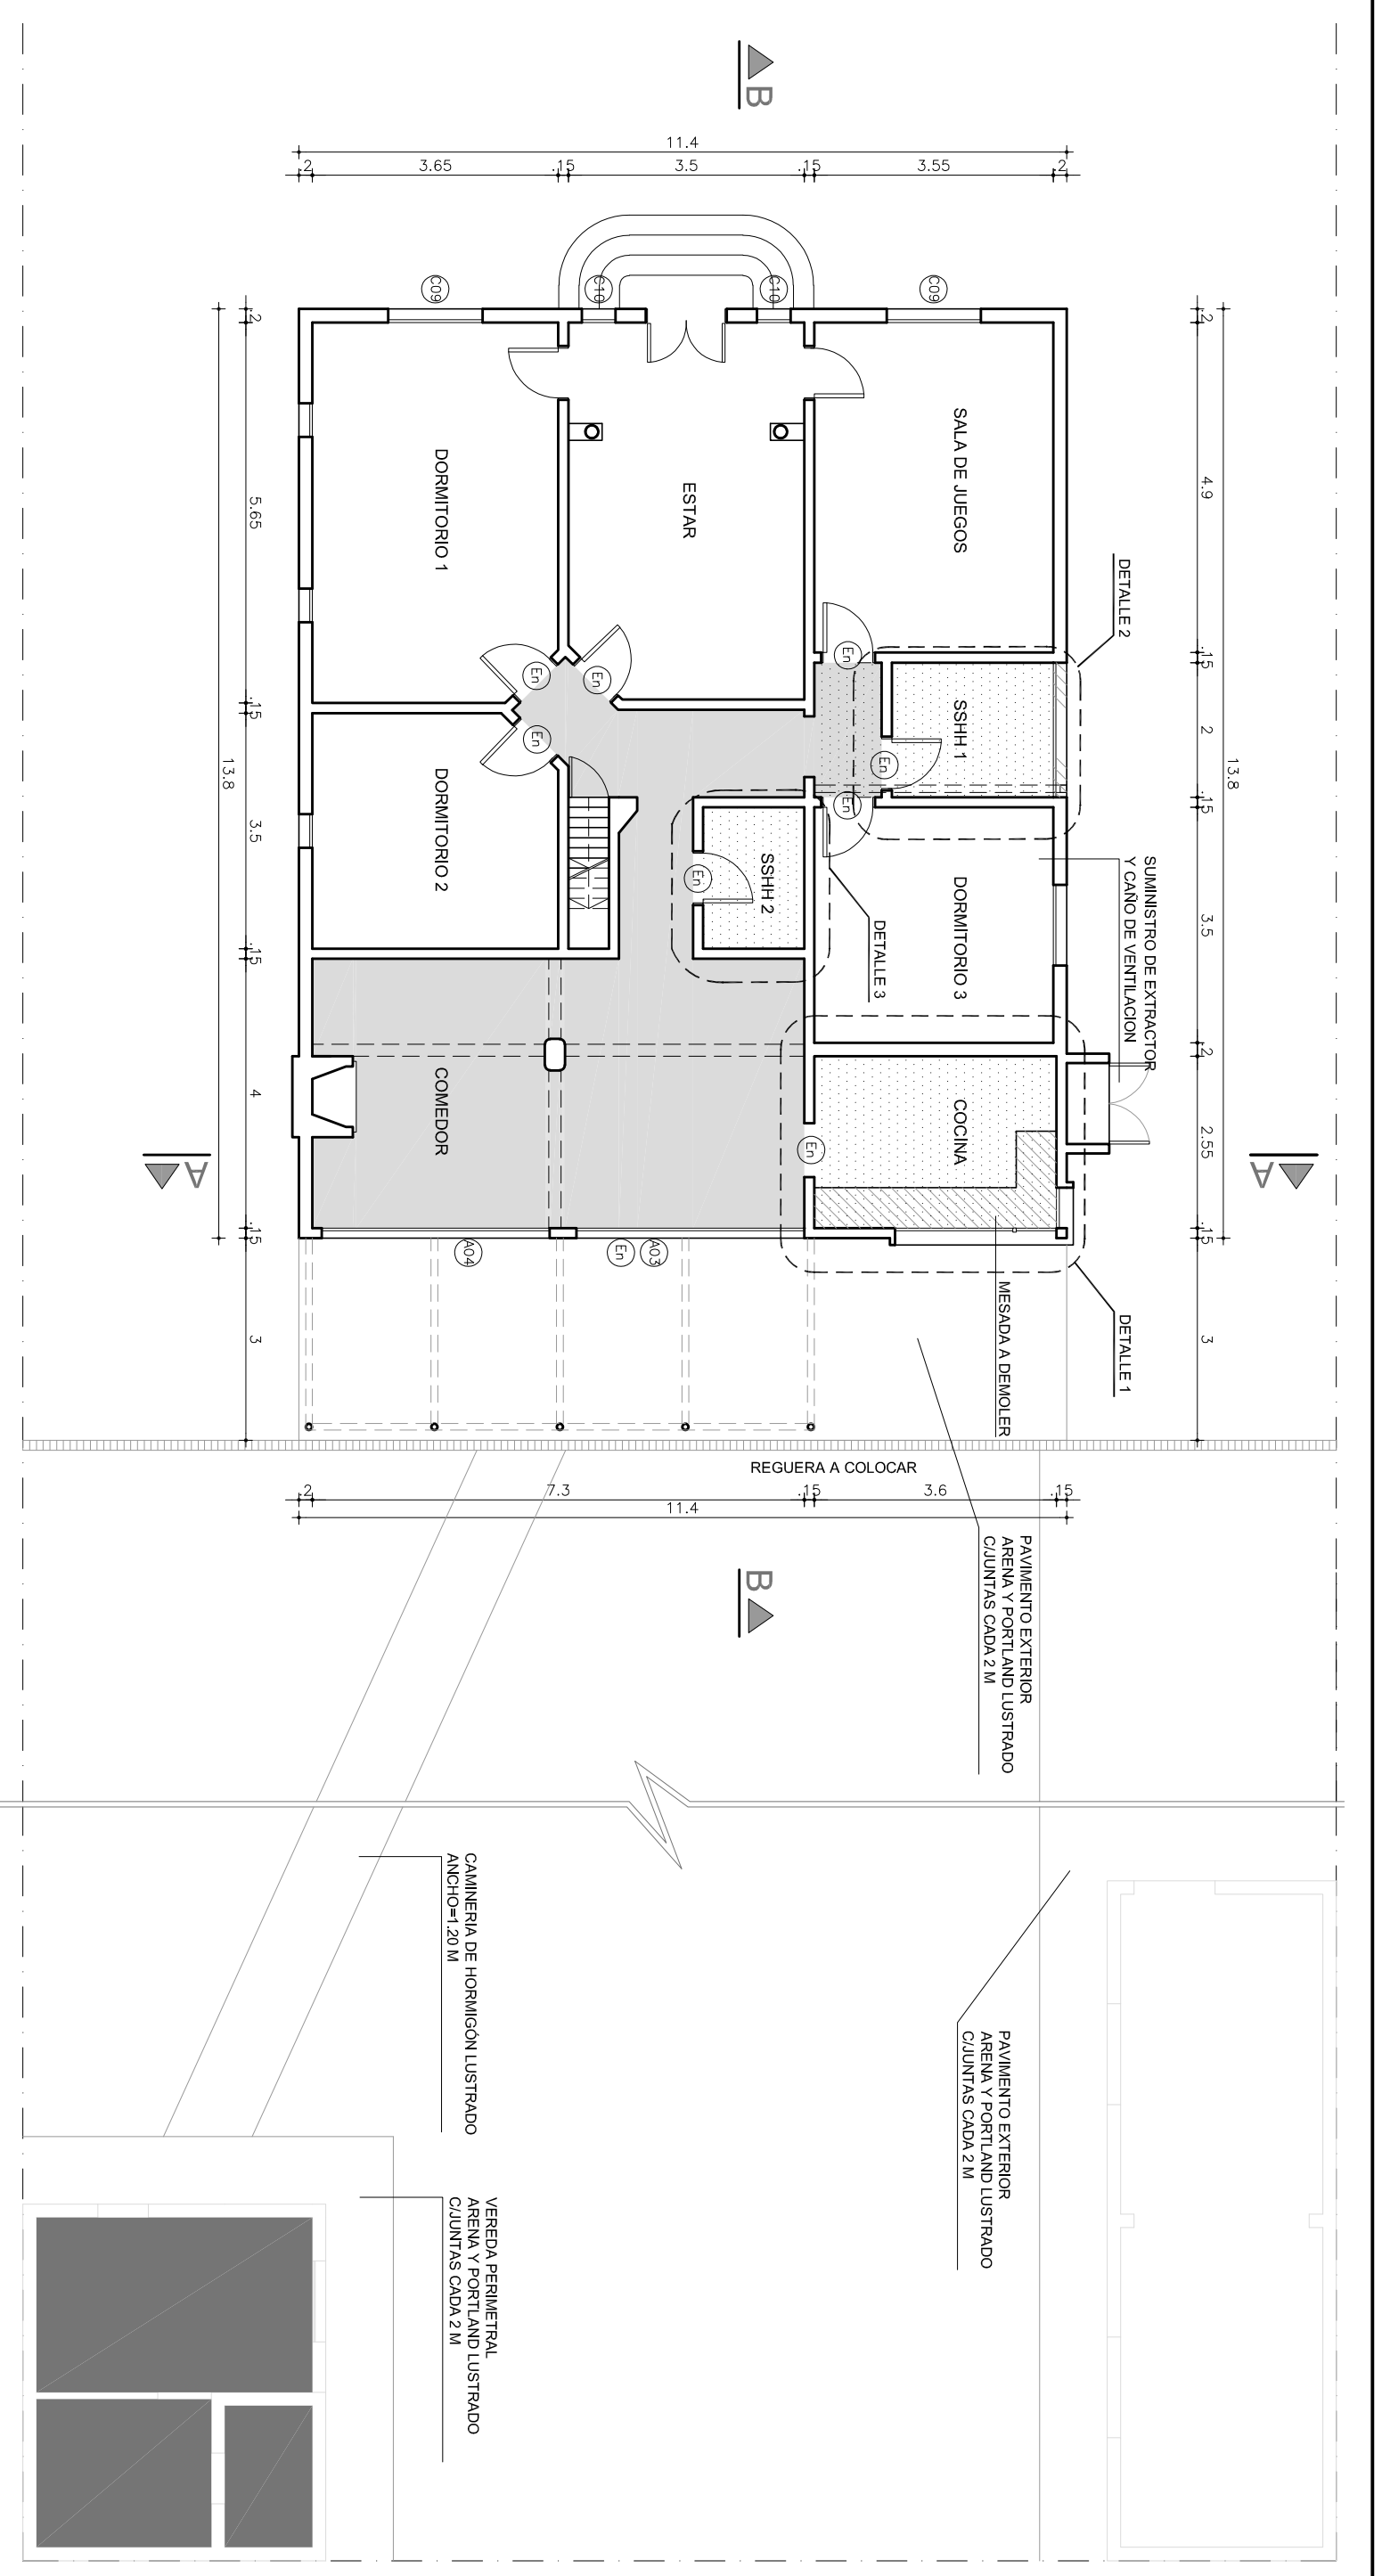 B
11.4
.2
3.65
.15
3.5
.15
3.55
.2
C09
C10
C10
C09
.2
5.65
.15
3.5
.15
4
.15
3
13.8
.2
4.9
.15
2
.15
3.5
.2
2.55
.15
3
13.8
DORMITORIO 1
ESTAR
SALA DE JUEGOS
DETALLE 2
En
En
En
En
En
En
SSHH 1
DORMITORIO 2
SSHH 2
En
DETALLE 3
DORMITORIO 3
SUMINISTRO DE EXTRACTOR
Y CAÑO DE VENTILACION
COMEDOR
COCINA
En
A
A
A04
En
A03
MESADA A DEMOLER
DETALLE 1
REGUERA A COLOCAR
.2
7.3
.15
3.6
.15
11.4
PAVIMENTO EXTERIOR
ARENA Y PORTLAND LUSTRADO
C/JUNTAS CADA 2 M
B
CAMINERIA DE HORMIGÓN LUSTRADO
ANCHO=1.20 M
PAVIMENTO EXTERIOR
ARENA Y PORTLAND LUSTRADO
C/JUNTAS CADA 2 M
VEREDA PERIMETRAL
ARENA Y PORTLAND LUSTRADO
C/JUNTAS CADA 2 M